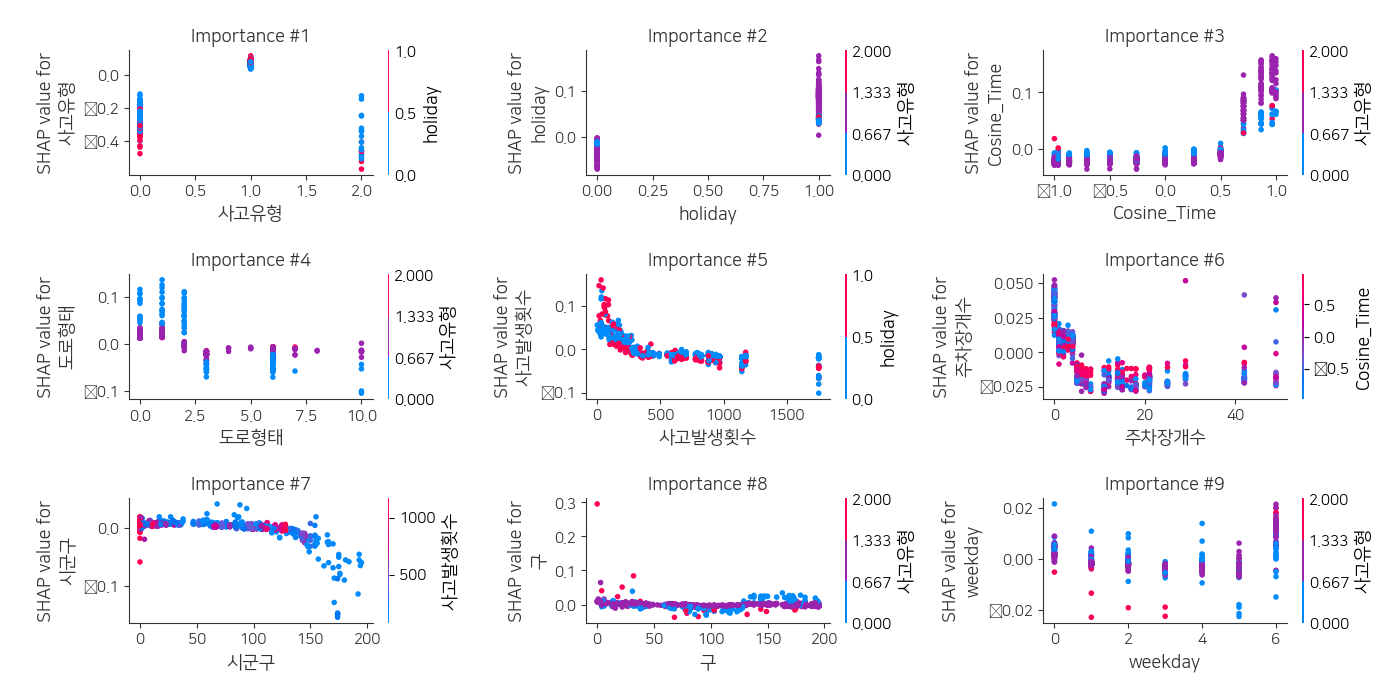 Importance #1
SHAP value for
사고유형
0.0
0.2
0.4
0.0 0.5 1.0 1.5 2.0
사고유형
1.0
0.5
0.0
holiday
Importance #2
SHAP value for
holiday
0.1
0.0
0.00 0.25 0.50 0.75 1.00
holiday
2.000
1.333
0.667
0.000
사고유형
Importance #3
SHAP value for
Cosine_Time
0.1
0.0
1.0 0.5 0.0 0.5 1.0
Cosine_Time
2.000
1.333
0.667
0.000
사고유형
Importance #4
SHAP value for
도로형태
0.1
0.0
0.1
0.0 2.5 5.0 7.5 10.0
도로형태
2.000
1.333
0.667
0.000
사고유형
Importance #5
SHAP value for
사고발생횟수
0.1
0.0
0.1
0 500 1000 1500
사고발생횟수
1.0
0.5
0.0
holiday
Importance #6
SHAP value for
주차장개수
0.050
0.025
0.000
0.025
0 20 40
주차장개수
0.5
0.0
0.5
Cosine_Time
Importance #7
SHAP value for
시군구
0.0
0.1
0 50 100 150 200
시군구
1000
500
사고발생횟수
Importance #8
SHAP value for
구
0.3
0.2
0.1
0.0
0 50 100 150 200
구
2.000
1.333
0.667
0.000
사고유형
Importance #9
SHAP value for
weekday
0.02
0.00
0.02
0 2 4 6
weekday
2.000
1.333
0.667
0.000
사고유형